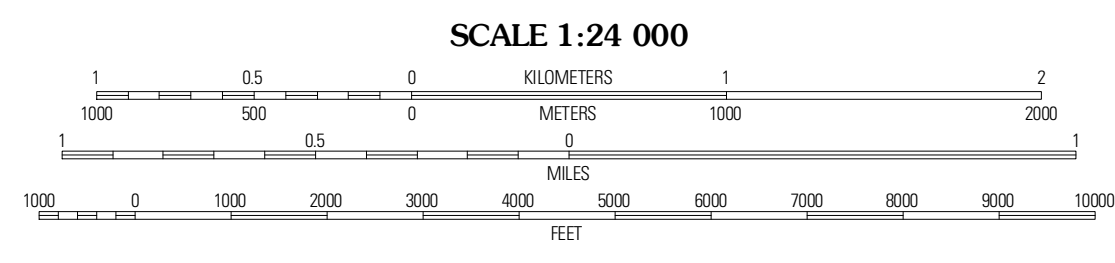 SCALE 1:24 000
1 0.5 0 KILOMETERS 1 2
1000 500 0 METERS 1000 2000
1 0.5 0 1
MILES
1000 0 1000 2000 3000 4000 5000 6000 7000 8000 9000 10000
FEET